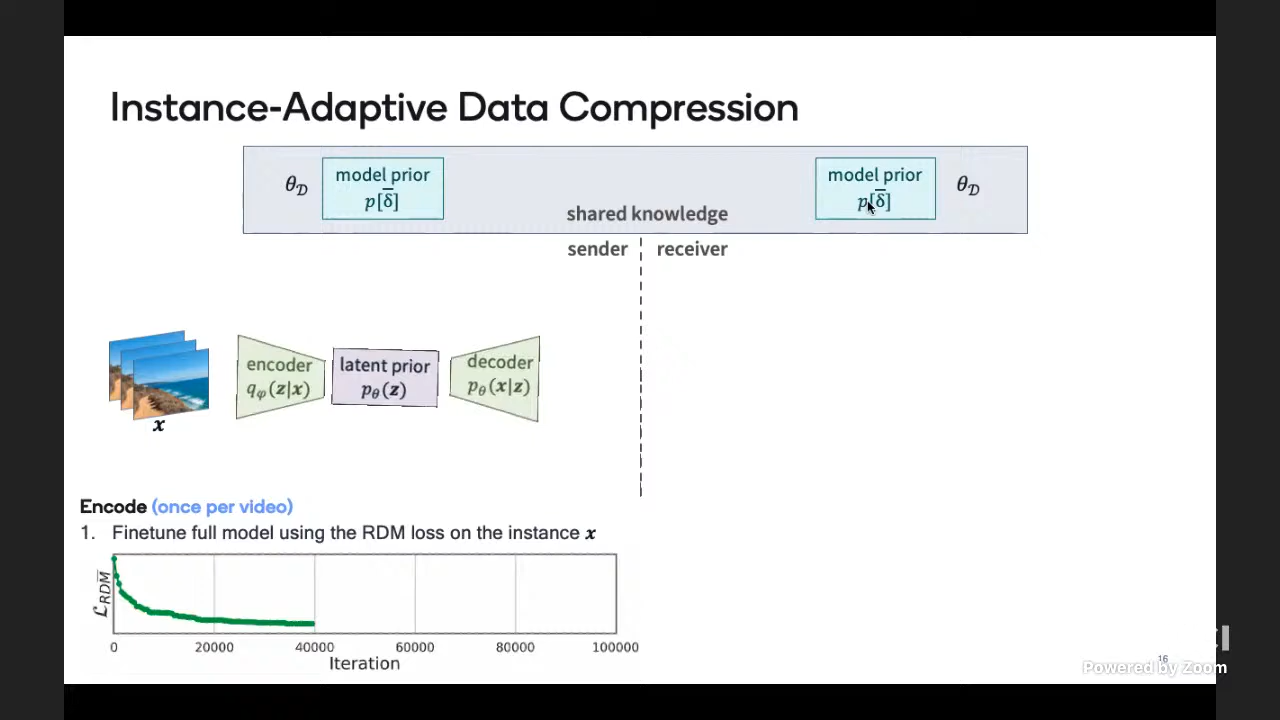 Instance-Adaptive Data Compression
θ_𝒟
model prior
p[δ̅]
shared knowledge
model prior
p[δ̅]
θ_𝒟
sender
receiver
encoder
q_φ(z|x)
latent prior
p_θ(z)
decoder
p_θ(x|z)
x
Encode (once per video)
1. Finetune full model using the RDM loss on the instance x
ℒ_RDM̅
0 20000 40000 60000 80000 100000
Iteration
16
Powered by Zoom